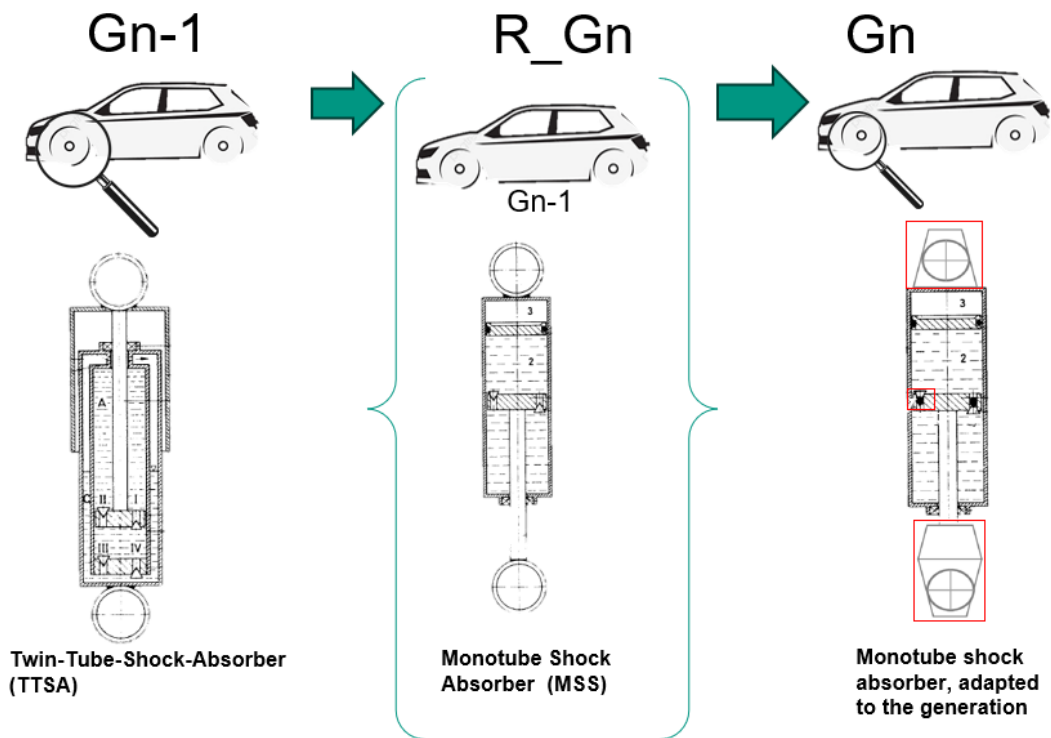 Gn-1
R_Gn
Gn
Gn-1
3
2
3
2
A
C
II
I
III
IV
Twin-Tube-Shock-Absorber
(TTSA)
Monotube Shock
Absorber (MSS)
Monotube shock
absorber, adapted
to the generation